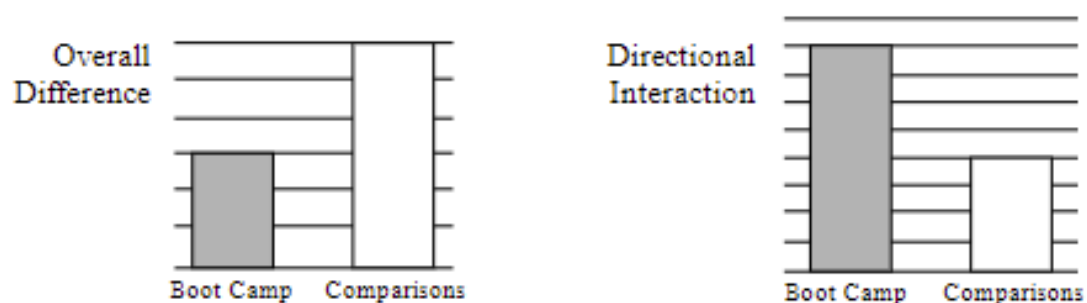 Overall
Difference
Boot Camp Comparisons
Directional
Interaction
Boot Camp Comparisons